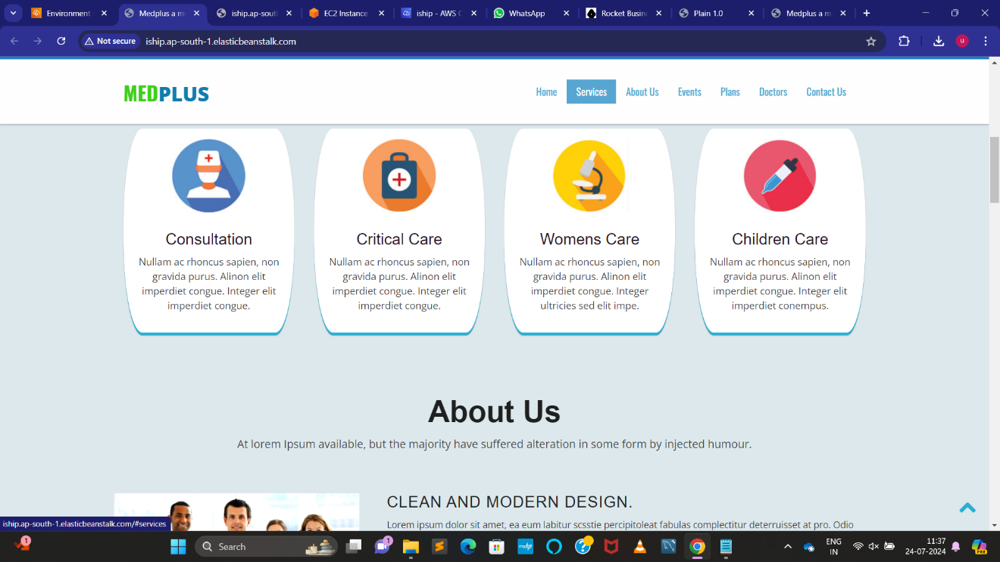 Environment
Medplus a m
iship.ap-sout
EC2 Instance
iship - AWS C
WhatsApp
Rocket Busin
Plain 1.0
Medplus a m
Not secure
iship.ap-south-1.elasticbeanstalk.com
u
MEDPLUS
Home
Services
About Us
Events
Plans
Doctors
Contact Us
Consultation
Nullam ac rhoncus sapien, non
gravida purus. Alinon elit
imperdiet congue. Integer elit
imperdiet congue.
Critical Care
Nullam ac rhoncus sapien, non
gravida purus. Alinon elit
imperdiet congue. Integer elit
imperdiet congue.
Womens Care
Nullam ac rhoncus sapien, non
gravida purus. Alinon elit
imperdiet congue. Integer
ultricies sed elit impe.
Children Care
Nullam ac rhoncus sapien, non
gravida purus. Alinon elit
imperdiet congue. Integer elit
imperdiet conempus.
About Us
At lorem Ipsum available, but the majority have suffered alteration in some form by injected humour.
CLEAN AND MODERN DESIGN.
Lorem ipsum dolor sit amet, ea eum labitur scsstie percipitoleat fabulas complectitur deterruisset at pro. Odio
iship.ap-south-1.elasticbeanstalk.com/#services
1
Search
1
myhp
ENG
IN
11:37
24-07-2024
PRE